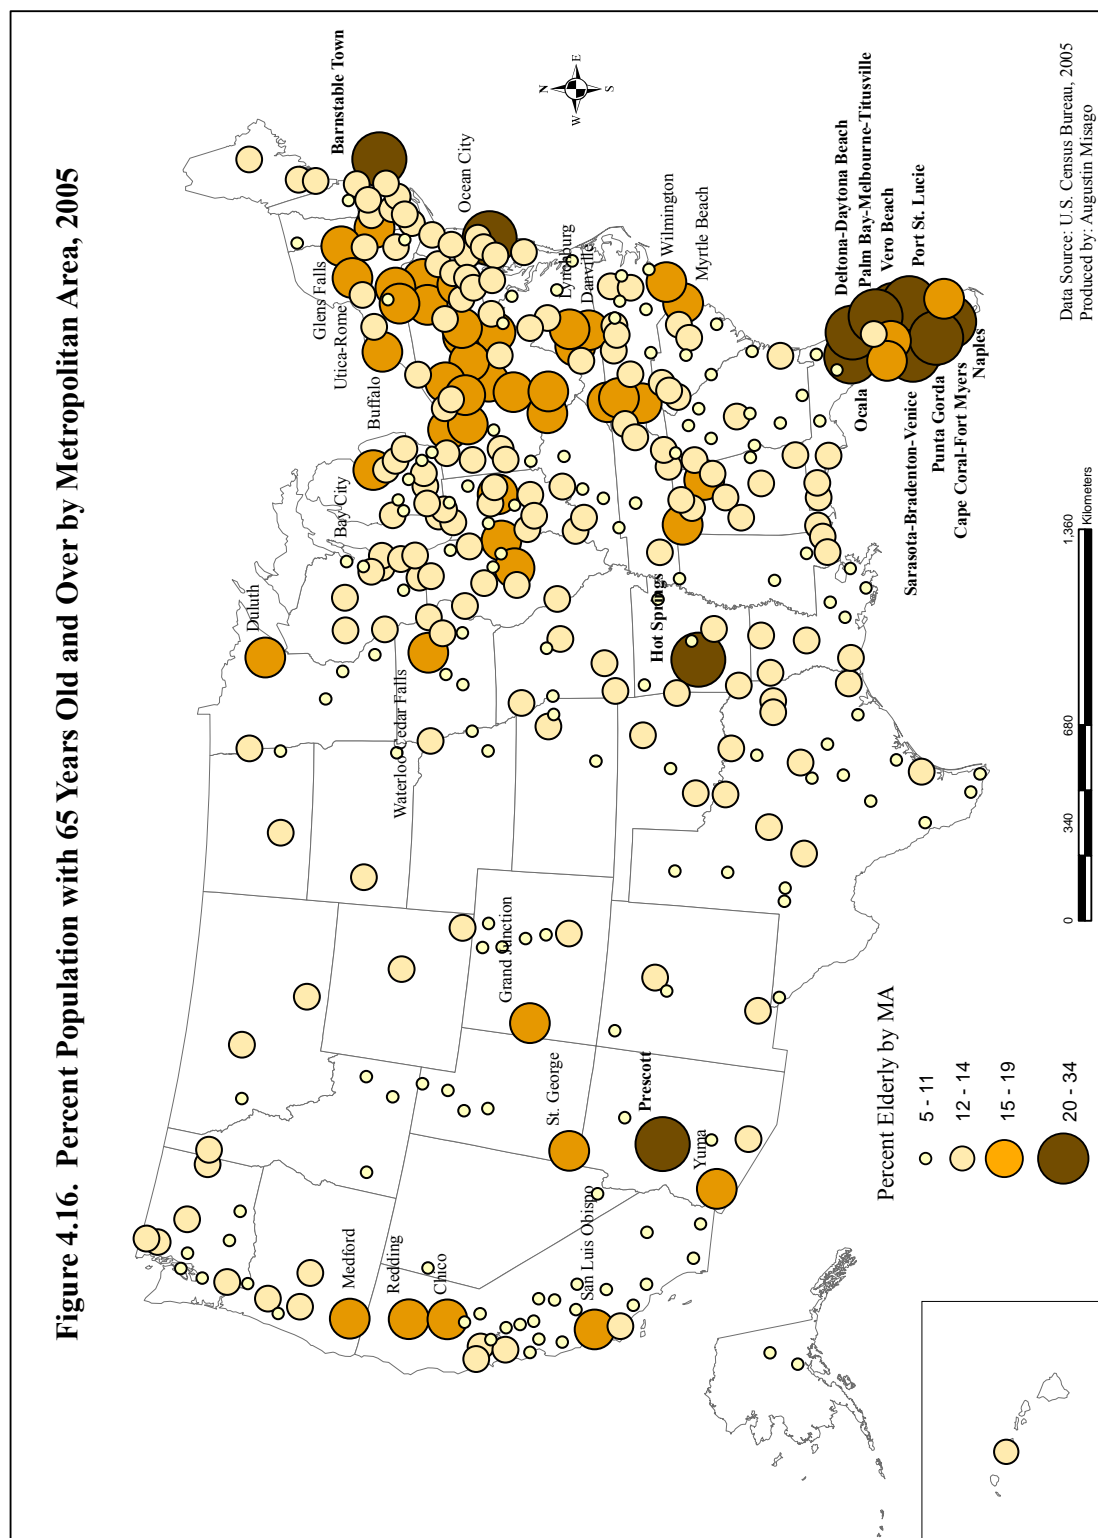 Figure 4.16. Percent Population with 65 Years Old and Over by Metropolitan Area, 2005
Barnstable Town
Glens Falls
Utica-Rome
Buffalo
Ocean City
Bay City
Duluth
Lynchburg
Danville
Wilmington
Myrtle Beach
Waterloo-Cedar Falls
Hot Springs
Grand Junction
St. George
Prescott
Yuma
Medford
Redding
Chico
San Luis Obispo
Deltona-Daytona Beach
Palm Bay-Melbourne-Titusville
Vero Beach
Port St. Lucie
Ocala
Sarasota-Bradenton-Venice
Punta Gorda
Cape Coral-Fort Myers
Naples
N
W E
S
Percent Elderly by MA
5 - 11
12 - 14
15 - 19
20 - 34
0 340 680 1,360
Kilometers
Data Source: U.S. Census Bureau, 2005
Produced by: Augustin Misago